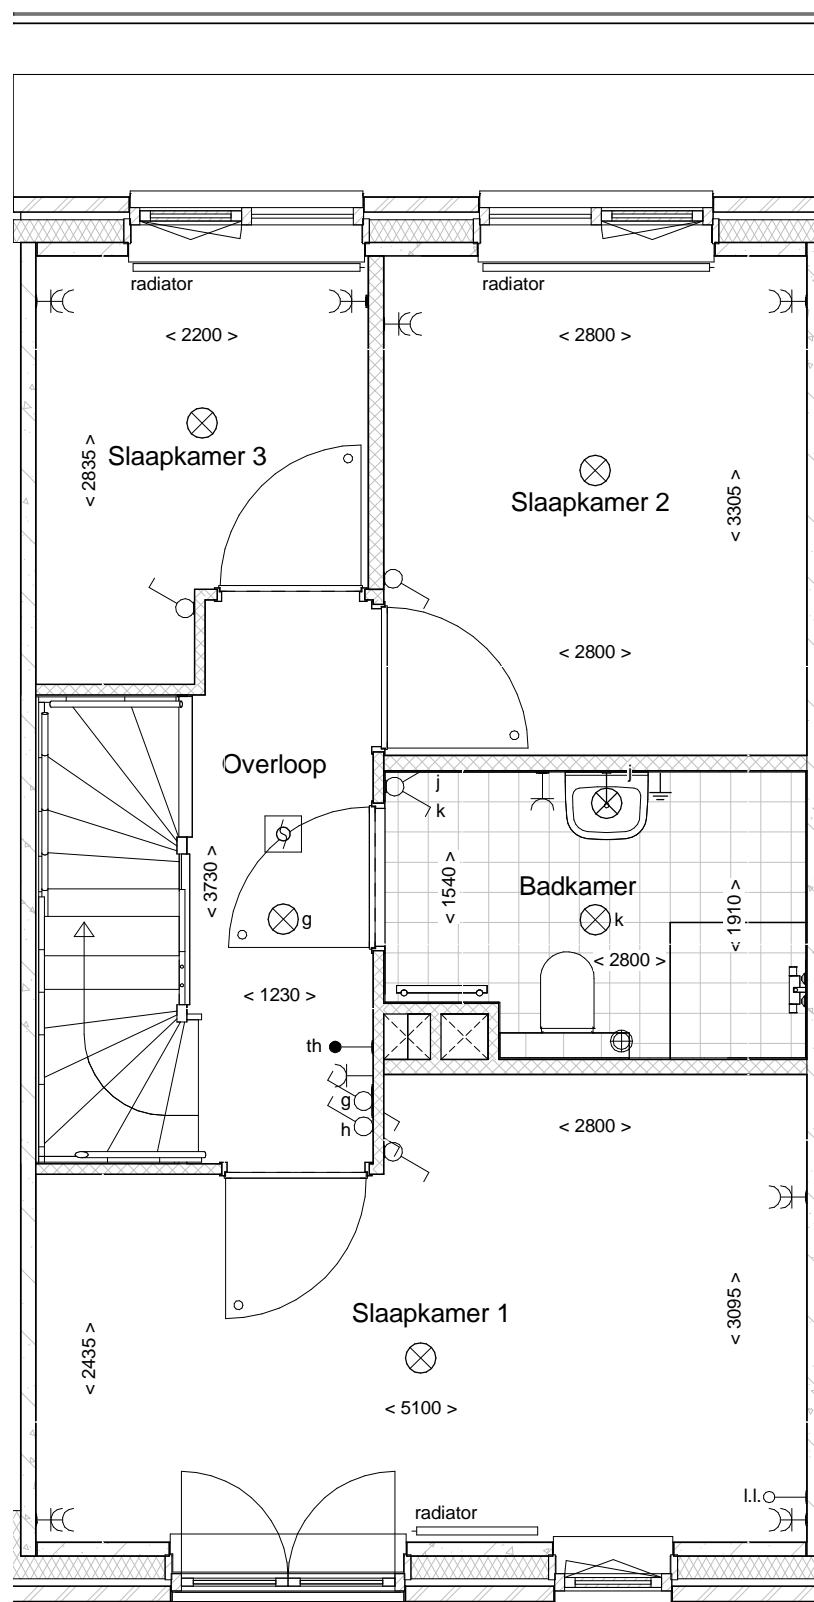 radiator
radiator
< 2200 >
< 2800 >
Slaapkamer 3
< 2835 >
Slaapkamer 2
< 3305 >
< 2800 >
Overloop
j
j
k
< 3730 >
< 1540 >
Badkamer
< 1910 >
g
k
< 2800 >
< 1230 >
th
g
h
< 2800 >
Slaapkamer 1
< 3095 >
< 2435 >
< 5100 >
l.l.
radiator